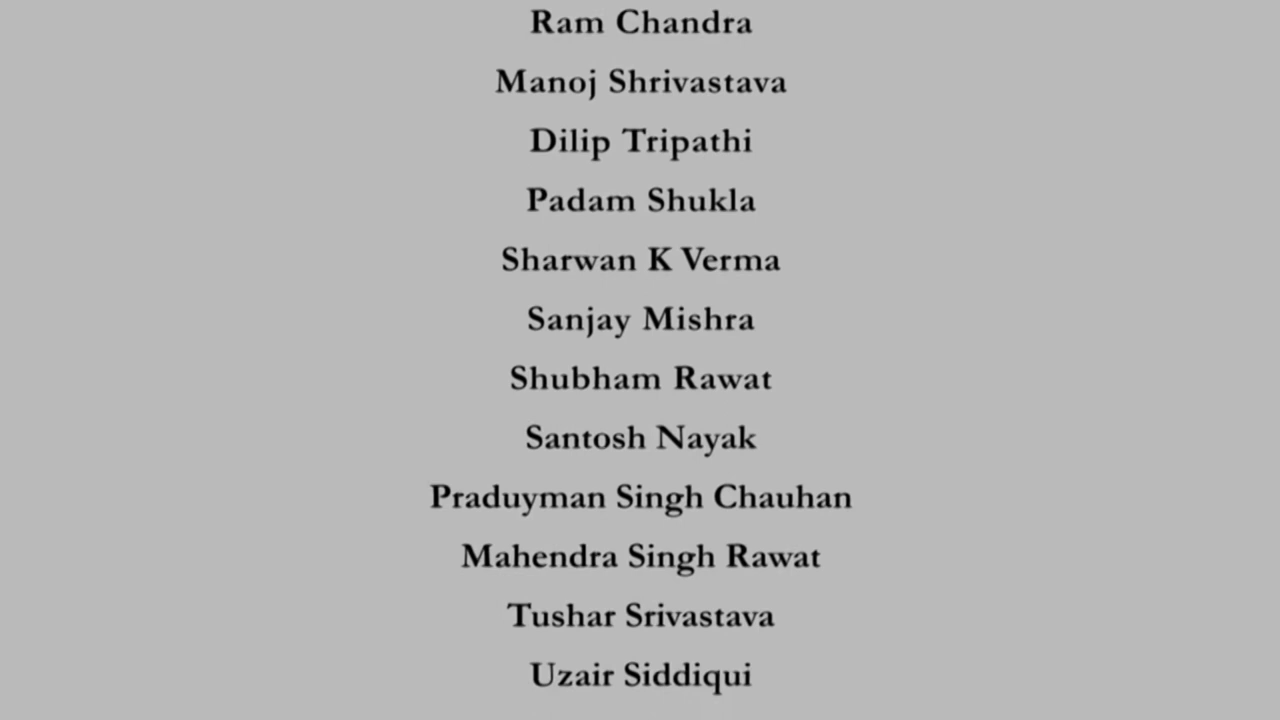 Ram Chandra
Manoj Shrivastava
Dilip Tripathi
Padam Shukla
Sharwan K Verma
Sanjay Mishra
Shubham Rawat
Santosh Nayak
Praduyman Singh Chauhan
Mahendra Singh Rawat
Tushar Srivastava
Uzair Siddiqui